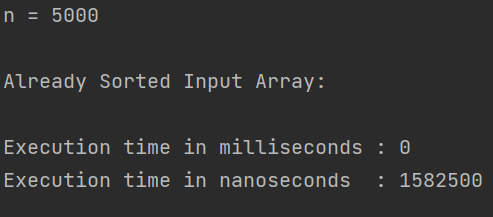 n = 5000
Already Sorted Input Array:
Execution time in milliseconds : 0
Execution time in nanoseconds  : 1582500